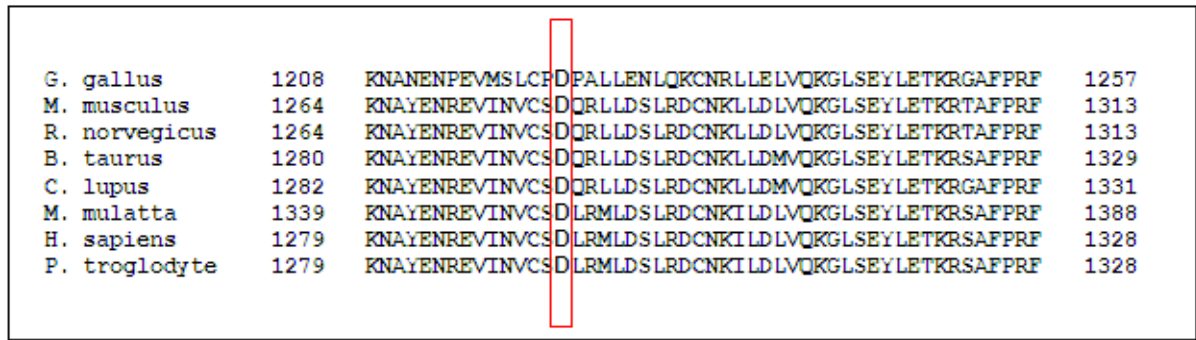 G. gallus 1208 KNANENPEVMSLCPDPALLENLQKCNRLLELVQKGLSEYLETKRGAFPRF 1257
M. musculus 1264 KNAYENREVINVCSDQRLLDSLRDCNKLLDLVQKGLSEYLETKRTAFPRF 1313
R. norvegicus 1264 KNAYENREVINVCSDQRLLDSLRDCNKLLDLVQKGLSEYLETKRTAFPRF 1313
B. taurus 1280 KNAYENREVINVCSDQRLLDSLRDCNKLLDMVQKGLSEYLETKRSAFPRF 1329
C. lupus 1282 KNAYENREVINVCSDQRLLDSLRDCNKLLDMVQKGLSEYLETKRGAFPRF 1331
M. mulatta 1339 KNAYENREVINVCSDLRMLDSLRDCNKILDLVQKGLSEYLETKRSAFPRF 1388
H. sapiens 1279 KNAYENREVINVCSDLRMLDSLRDCNKILDLVQKGLSEYLETKRSAFPRF 1328
P. troglodyte 1279 KNAYENREVINVCSDLRMLDSLRDCNKILDLVQKGLSEYLETKRSAFPRF 1328